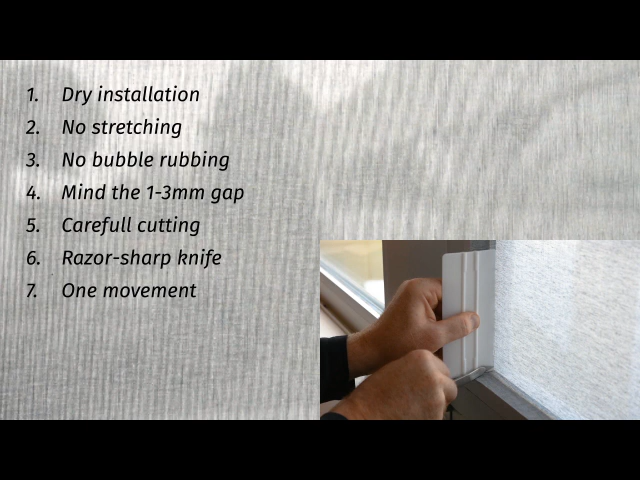 1. Dry installation
2. No stretching
3. No bubble rubbing
4. Mind the 1-3mm gap
5. Carefull cutting
6. Razor-sharp knife
7. One movement